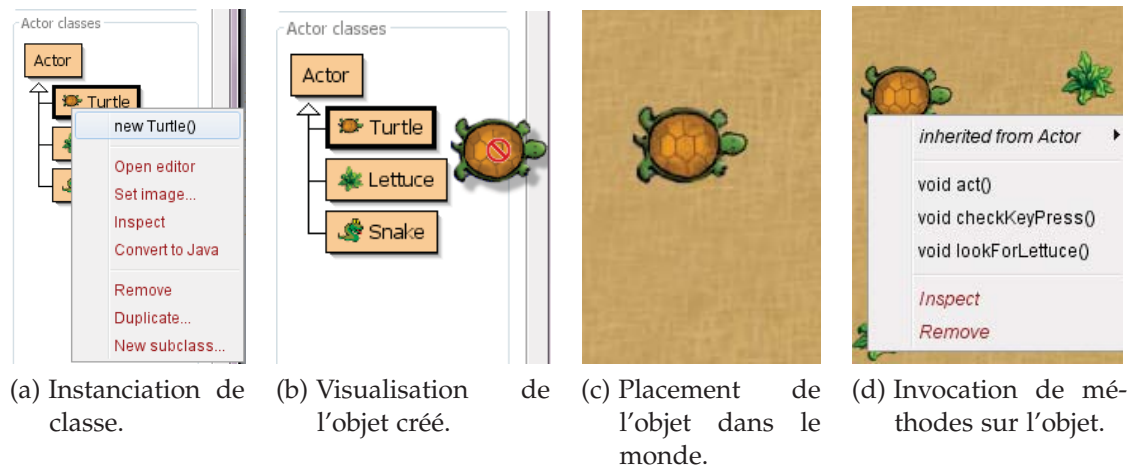 Actor classes
Actor
Turtle
new Turtle()
Open editor
Set image...
Inspect
Convert to Java
Remove
Duplicate...
New subclass...
(a) Instanciation de
classe.
Actor classes
Actor
Turtle
Lettuce
Snake
(b) Visualisation de
l'objet créé.
(c) Placement de
l'objet dans le
monde.
inherited from Actor
void act()
void checkKeyPress()
void lookForLettuce()
Inspect
Remove
(d) Invocation de mé-
thodes sur l'objet.